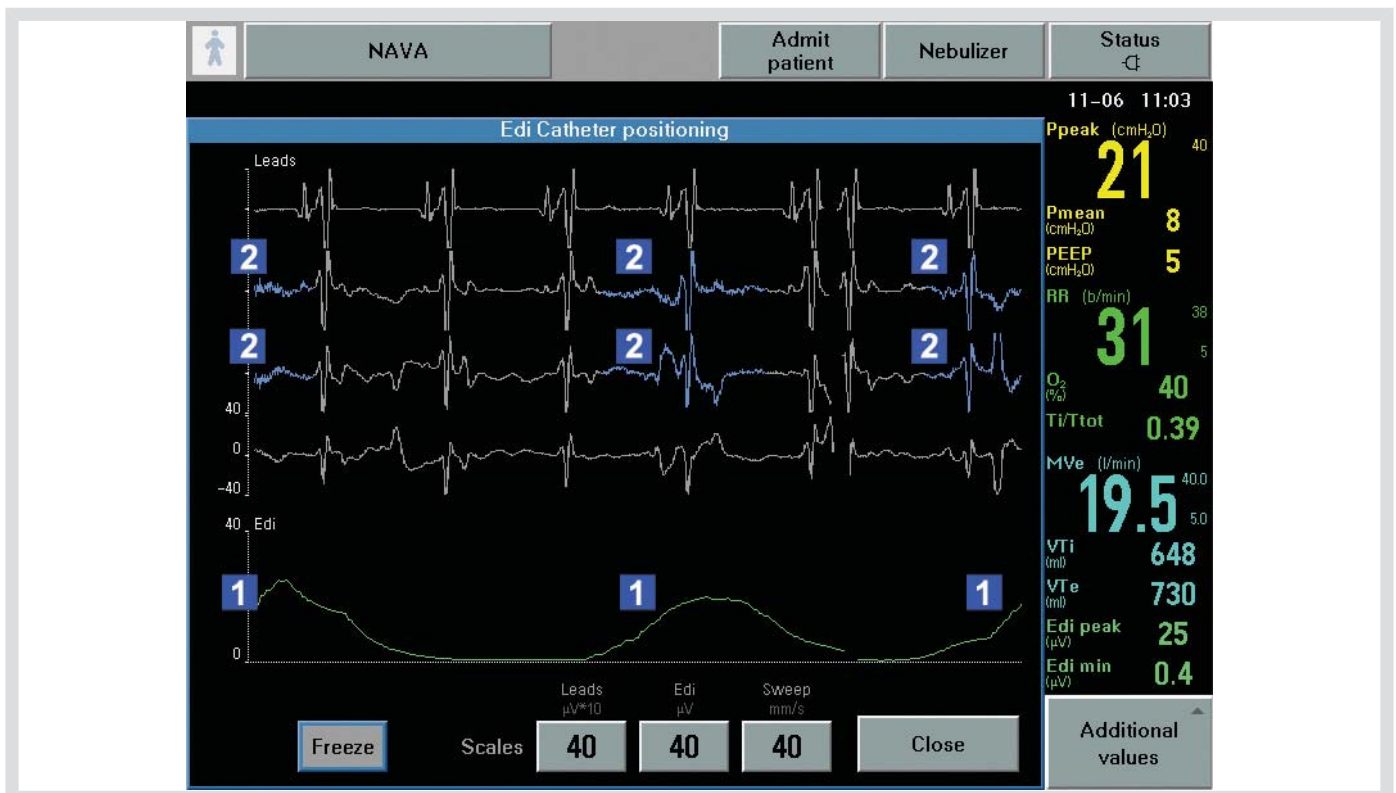 NAVA
Admit
patient
Nebulizer
Status
11-06 11:03
Edi Catheter positioning
Leads
2 2 2
2 2 2
40
0
-40
40 Edi
1 1 1
0
Leads
µV*10
Edi
µV
Sweep
mm/s
Freeze
Scales
40
40
40
Close
Ppeak (cmH₂O)
21
40
Pmean
(cmH₂O)
8
PEEP
(cmH₂O)
5
RR (b/min)
31
38
5
O₂
(%)
40
Ti/Ttot
0.39
MVe (l/min)
19.5
40.0
5.0
VTi
(ml)
648
VTe
(ml)
730
Edi peak
(µV)
25
Edi min
(µV)
0.4
Additional
values